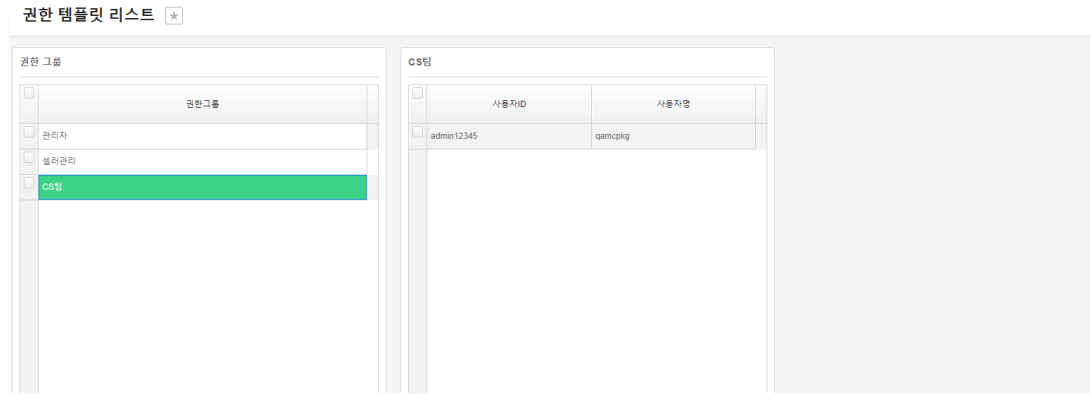 권한 템플릿 리스트
권한 그룹
권한그룹
관리자
셀러관리
CS팀
CS팀
사용자ID 사용자명
admin12345 qamcpkg